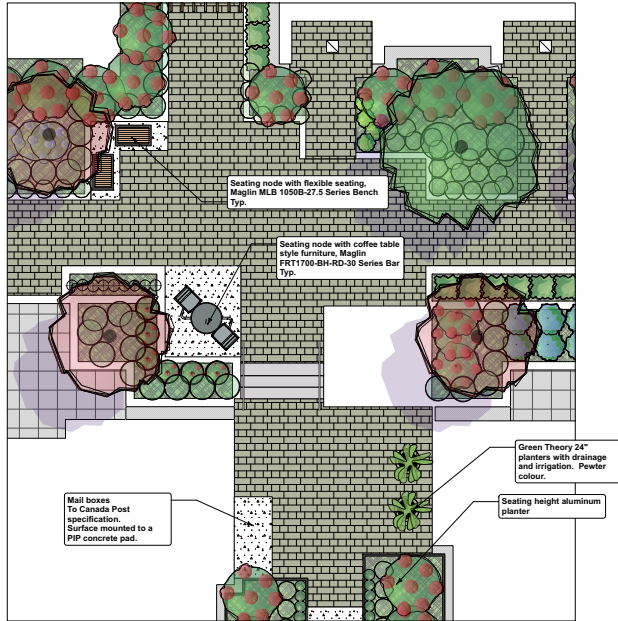 Seating node with flexible seating,
Maglin MLB 1050B-27.5 Series Bench
Typ.
Seating node with coffee table
style furniture, Maglin
FRT1700-BH-RD-30 Series Bar
Typ.
Green Theory 24"
planters with drainage
and irrigation. Pewter
colour.
Mail boxes
To Canada Post
specification.
Surface mounted to a
PIP concrete pad.
Seating height aluminum
planter